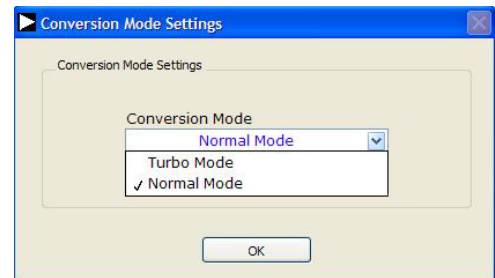 Conversion Mode Settings
Conversion Mode Settings
Conversion Mode
Normal Mode
Turbo Mode
✓ Normal Mode
OK